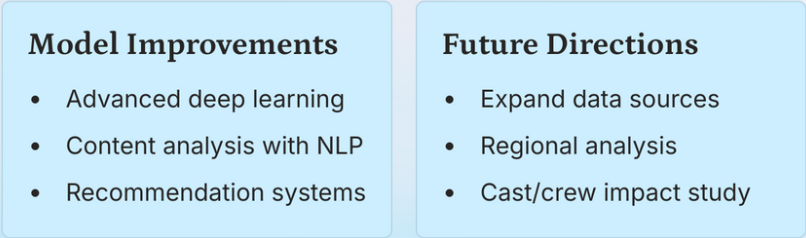 Model Improvements
• Advanced deep learning
• Content analysis with NLP
• Recommendation systems
Future Directions
• Expand data sources
• Regional analysis
• Cast/crew impact study